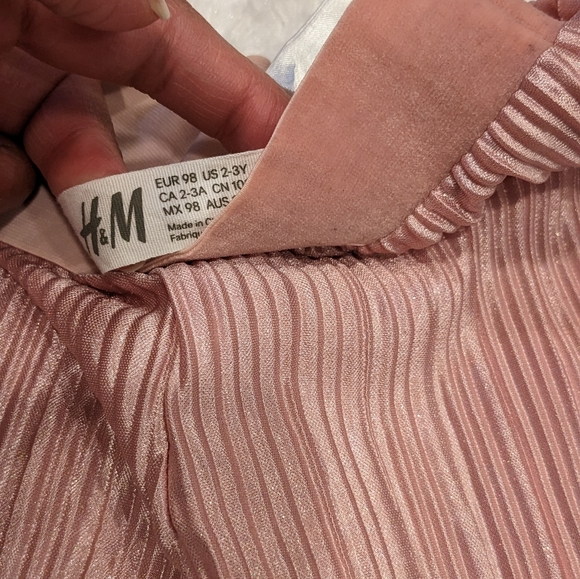 H&M
EUR 98 US 2-3Y
CA 2-3A CN
MX 98 AUS
Made in